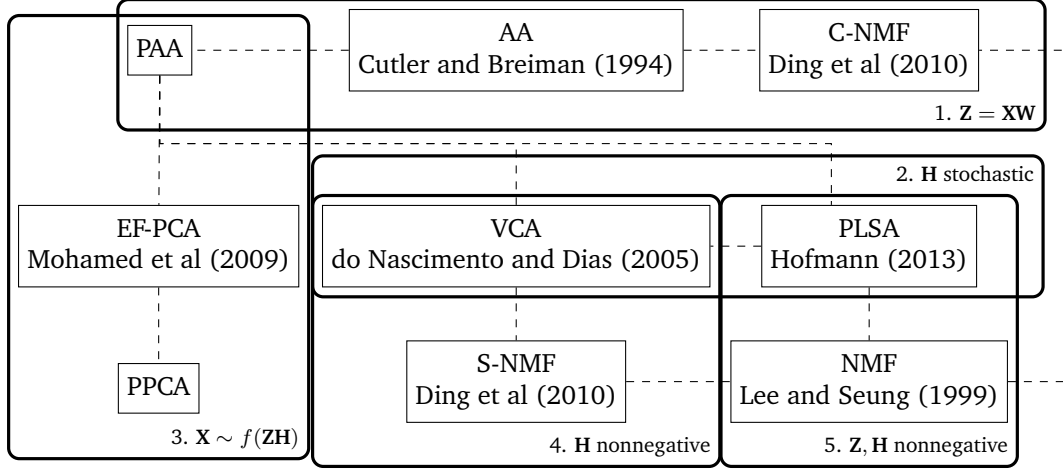 PAA
AA
Cutler and Breiman (1994)
C-NMF
Ding et al (2010)
1. Z = XW
2. H stochastic
EF-PCA
Mohamed et al (2009)
VCA
do Nascimento and Dias (2005)
PLSA
Hofmann (2013)
PPCA
S-NMF
Ding et al (2010)
NMF
Lee and Seung (1999)
3. X ∼ f(ZH)
4. H nonnegative
5. Z, H nonnegative